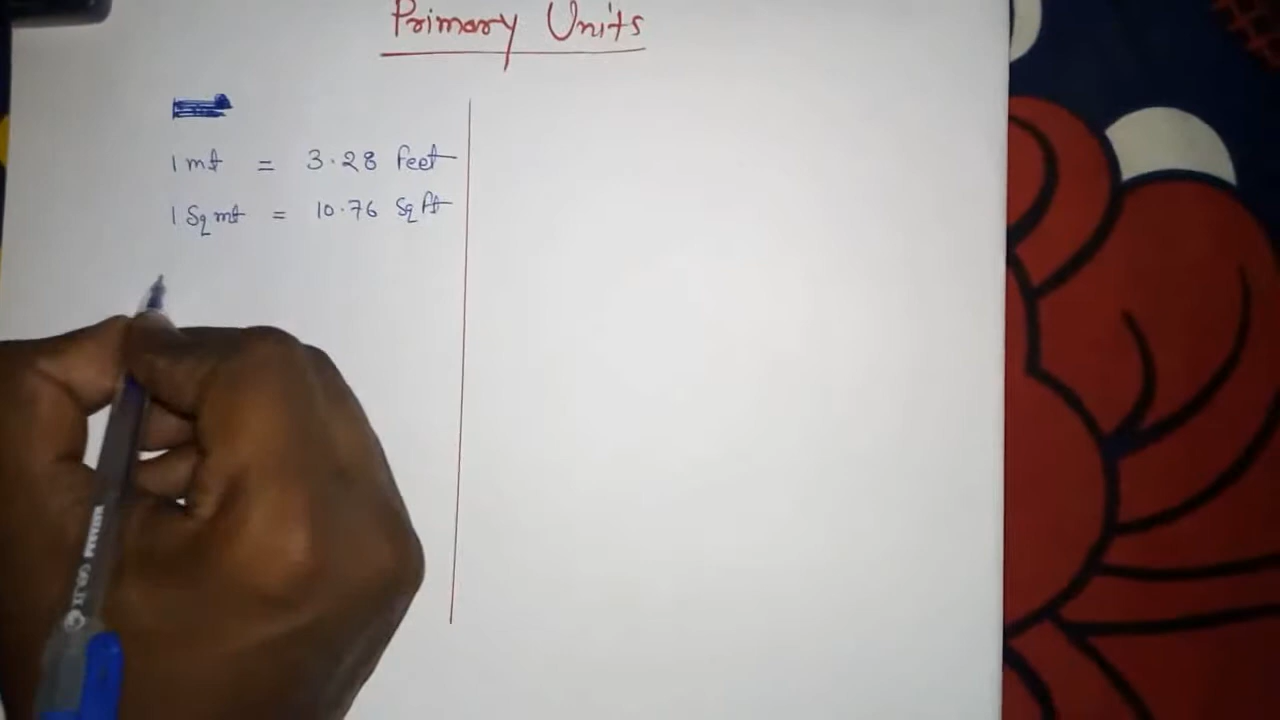 Primary Units
1 mt = 3.28 feet
1 Sq mt = 10.76 Sq ft